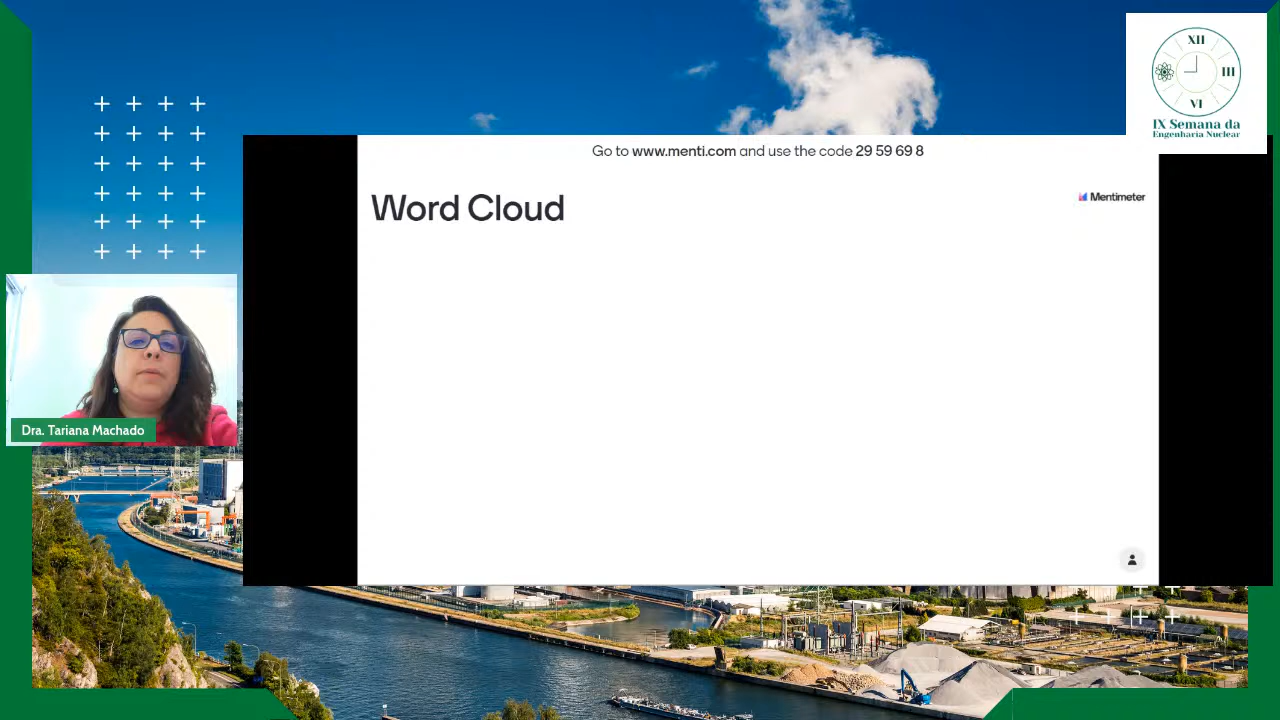 XII
III
VI
IX Semana da
Engenharia Nuclear
Go to www.menti.com and use the code 29 59 69 8
Mentimeter
Word Cloud
Dra. Tariana Machado